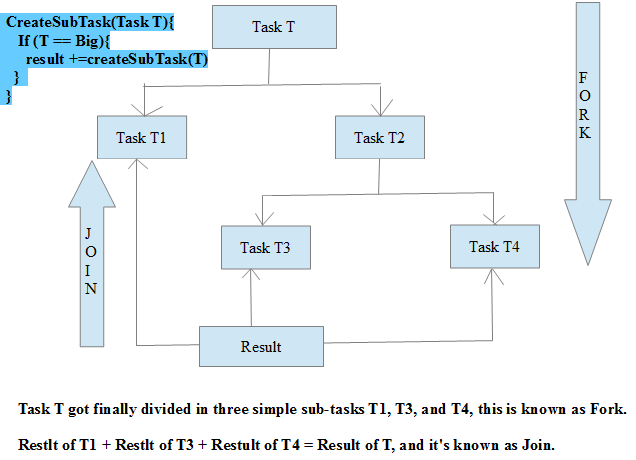 CreateSubTask(Task T){
If (T == Big){
result +=createSubTask(T)
}
}
Task T
FORK
Task T1
Task T2
JOIN
Task T3
Task T4
Result
Task T got finally divided in three simple sub-tasks T1, T3, and T4, this is known as Fork.
Restlt of T1 + Restlt of T3 + Restult of T4 = Result of T, and it's known as Join.